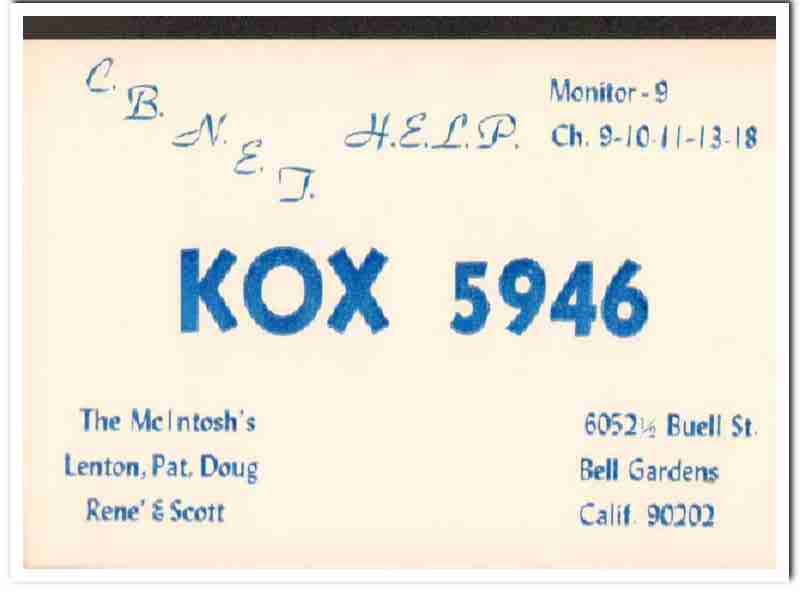 C.B.N.E.T.
H.E.L.P.
Monitor - 9
Ch. 9-10-11-13-18
KOX 5946
The McIntosh's
Lenton, Pat, Doug
Rene' & Scott
6052½ Buell St.
Bell Gardens
Calif. 90202